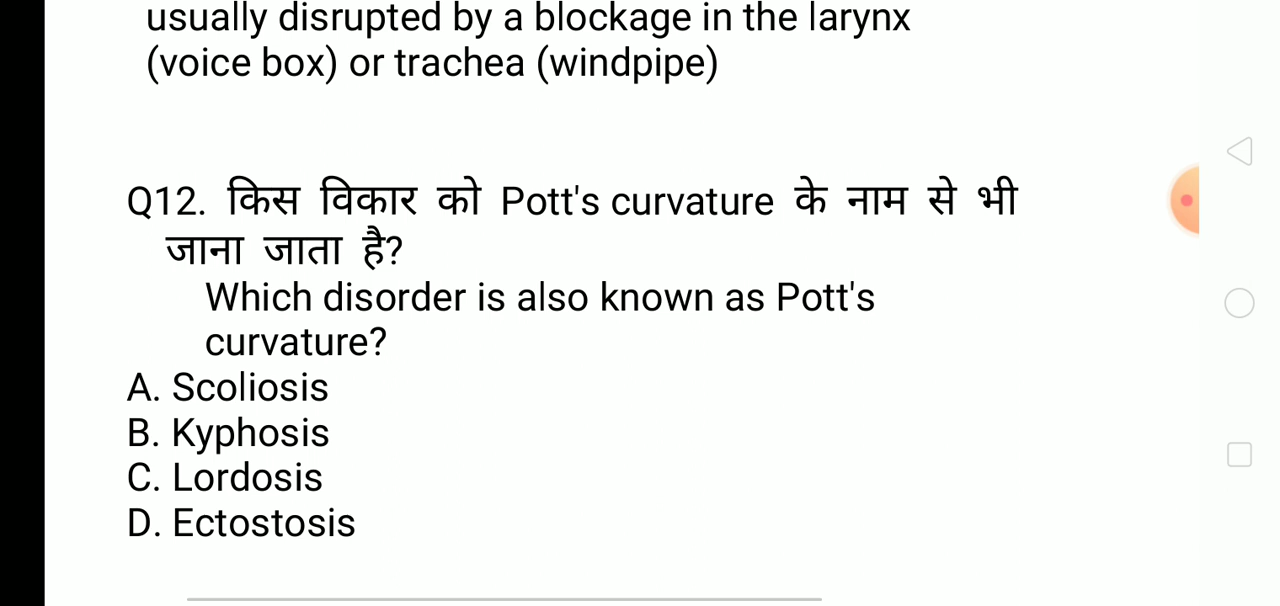 usually disrupted by a blockage in the larynx
(voice box) or trachea (windpipe)
Q12. किस विकार को Pott's curvature के नाम से भी
जाना जाता है?
Which disorder is also known as Pott's
curvature?
A. Scoliosis
B. Kyphosis
C. Lordosis
D. Ectostosis